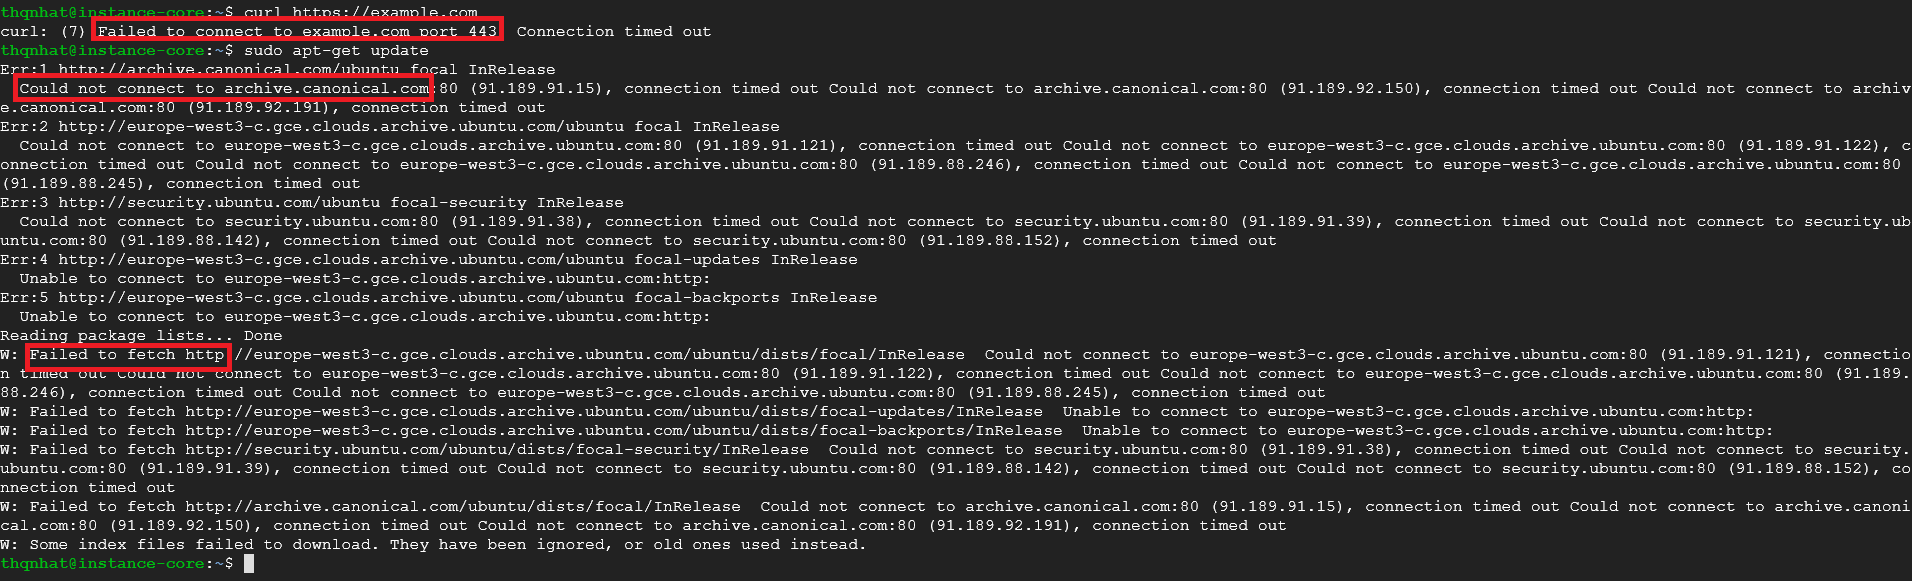 thqnhat@instance-core:~$ curl https://example.com
curl: (7) Failed to connect to example.com port 443  Connection timed out
thqnhat@instance-core:~$ sudo apt-get update
Err:1 http://archive.canonical.com/ubuntu focal InRelease
  Could not connect to archive.canonical.com:80 (91.189.91.15), connection timed out Could not connect to archive.canonical.com:80 (91.189.92.150), connection timed out Could not connect to archiv
e.canonical.com:80 (91.189.92.191), connection timed out
Err:2 http://europe-west3-c.gce.clouds.archive.ubuntu.com/ubuntu focal InRelease
  Could not connect to europe-west3-c.gce.clouds.archive.ubuntu.com:80 (91.189.91.121), connection timed out Could not connect to europe-west3-c.gce.clouds.archive.ubuntu.com:80 (91.189.91.122), c
onnection timed out Could not connect to europe-west3-c.gce.clouds.archive.ubuntu.com:80 (91.189.88.246), connection timed out Could not connect to europe-west3-c.gce.clouds.archive.ubuntu.com:80
(91.189.88.245), connection timed out
Err:3 http://security.ubuntu.com/ubuntu focal-security InRelease
  Could not connect to security.ubuntu.com:80 (91.189.91.38), connection timed out Could not connect to security.ubuntu.com:80 (91.189.91.39), connection timed out Could not connect to security.ub
untu.com:80 (91.189.88.142), connection timed out Could not connect to security.ubuntu.com:80 (91.189.88.152), connection timed out
Err:4 http://europe-west3-c.gce.clouds.archive.ubuntu.com/ubuntu focal-updates InRelease
  Unable to connect to europe-west3-c.gce.clouds.archive.ubuntu.com:http:
Err:5 http://europe-west3-c.gce.clouds.archive.ubuntu.com/ubuntu focal-backports InRelease
  Unable to connect to europe-west3-c.gce.clouds.archive.ubuntu.com:http:
Reading package lists... Done
W: Failed to fetch http //europe-west3-c.gce.clouds.archive.ubuntu.com/ubuntu/dists/focal/InRelease  Could not connect to europe-west3-c.gce.clouds.archive.ubuntu.com:80 (91.189.91.121), connectio
n timed out Could not connect to europe-west3-c.gce.clouds.archive.ubuntu.com:80 (91.189.91.122), connection timed out Could not connect to europe-west3-c.gce.clouds.archive.ubuntu.com:80 (91.189.
88.246), connection timed out Could not connect to europe-west3-c.gce.clouds.archive.ubuntu.com:80 (91.189.88.245), connection timed out
W: Failed to fetch http://europe-west3-c.gce.clouds.archive.ubuntu.com/ubuntu/dists/focal-updates/InRelease  Unable to connect to europe-west3-c.gce.clouds.archive.ubuntu.com:http:
W: Failed to fetch http://europe-west3-c.gce.clouds.archive.ubuntu.com/ubuntu/dists/focal-backports/InRelease  Unable to connect to europe-west3-c.gce.clouds.archive.ubuntu.com:http:
W: Failed to fetch http://security.ubuntu.com/ubuntu/dists/focal-security/InRelease  Could not connect to security.ubuntu.com:80 (91.189.91.38), connection timed out Could not connect to security.
ubuntu.com:80 (91.189.91.39), connection timed out Could not connect to security.ubuntu.com:80 (91.189.88.142), connection timed out Could not connect to security.ubuntu.com:80 (91.189.88.152), co
nnection timed out
W: Failed to fetch http://archive.canonical.com/ubuntu/dists/focal/InRelease  Could not connect to archive.canonical.com:80 (91.189.91.15), connection timed out Could not connect to archive.canoni
cal.com:80 (91.189.92.150), connection timed out Could not connect to archive.canonical.com:80 (91.189.92.191), connection timed out
W: Some index files failed to download. They have been ignored, or old ones used instead.
thqnhat@instance-core:~$